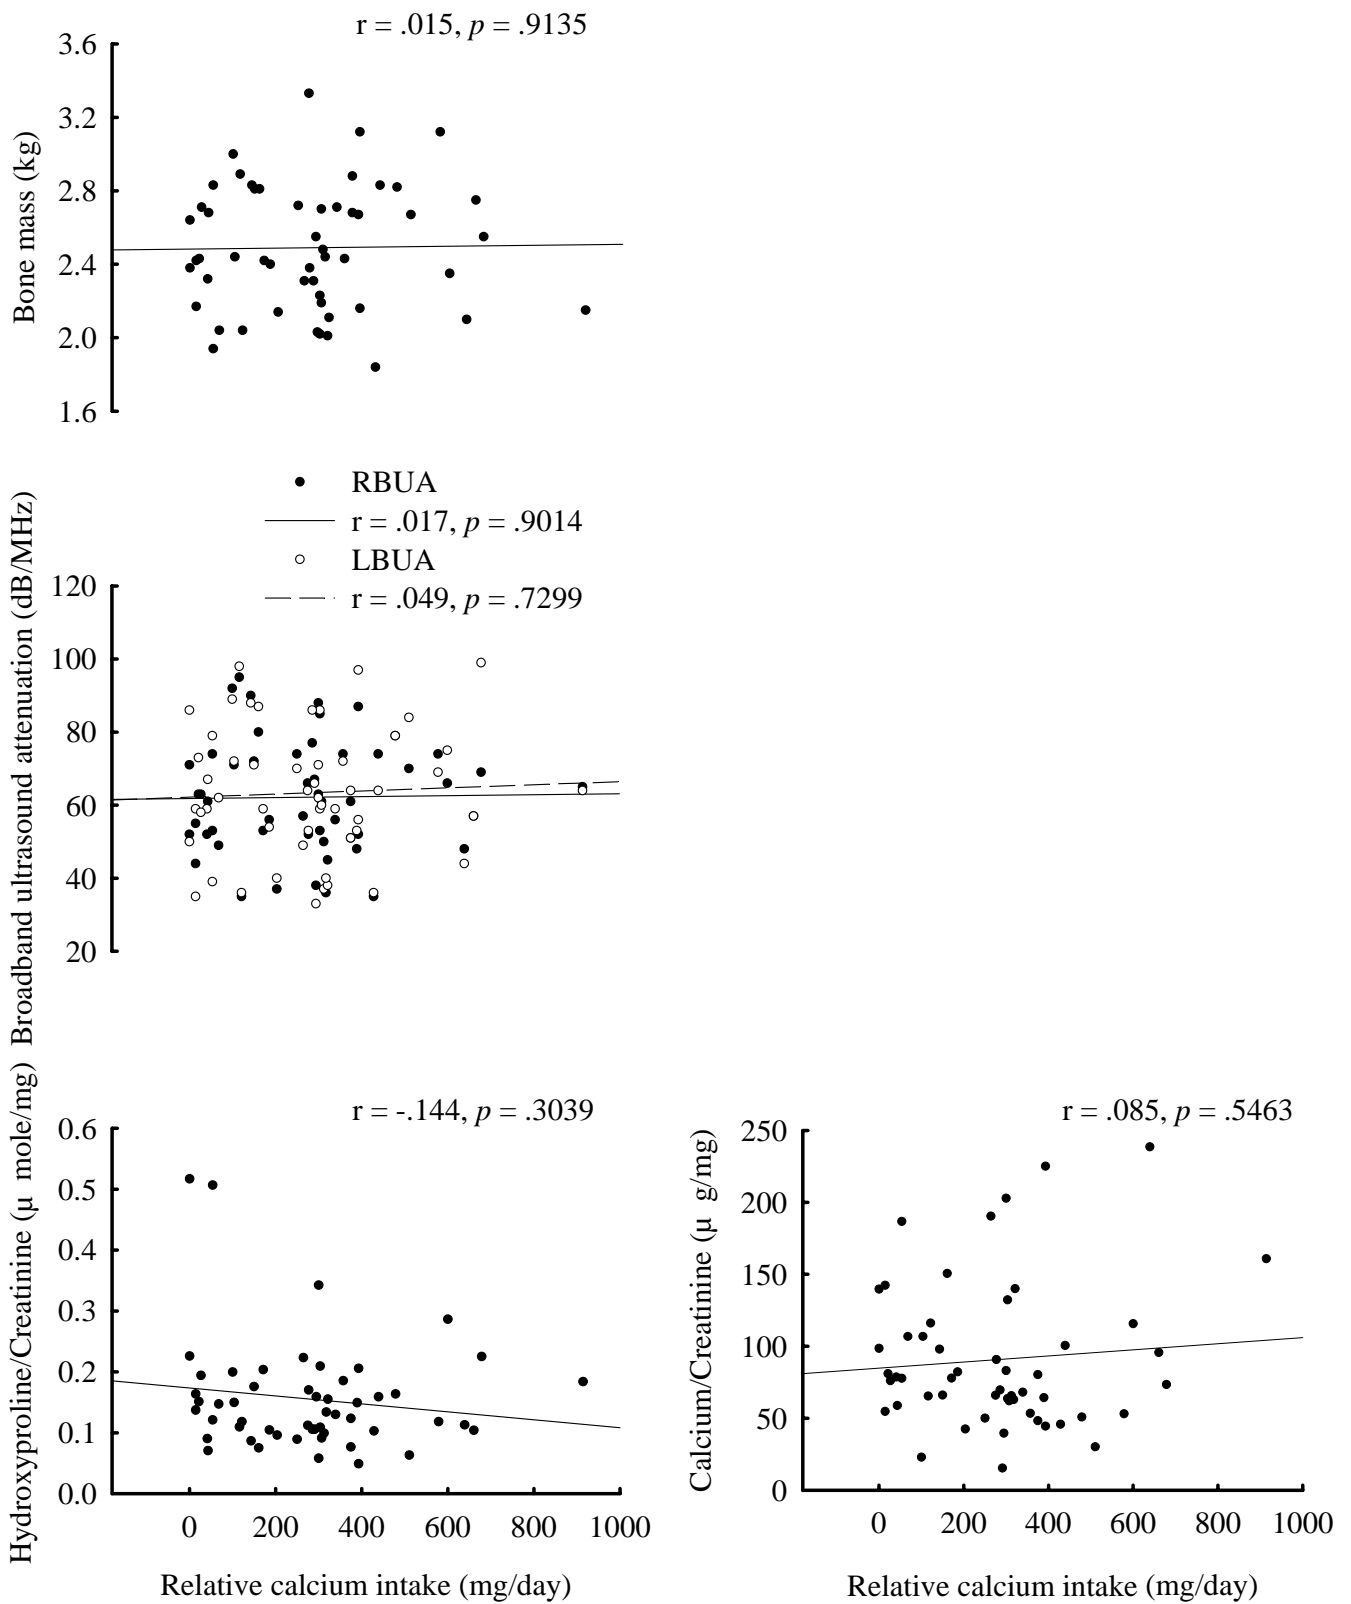 r = .015, p = .9135
3.6
3.2
2.8
2.4
2.0
1.6
Bone mass (kg)
RBUA
r = .017, p = .9014
LBUA
r = .049, p = .7299
120
100
80
60
40
20
Broadband ultrasound attenuation (dB/MHz)
r = -.144, p = .3039
0.6
0.5
0.4
0.3
0.2
0.1
0.0
Hydroxyproline/Creatinine (μ mole/mg)
0 200 400 600 800 1000
Relative calcium intake (mg/day)
r = .085, p = .5463
250
200
150
100
50
0
Calcium/Creatinine (μ g/mg)
0 200 400 600 800 1000
Relative calcium intake (mg/day)